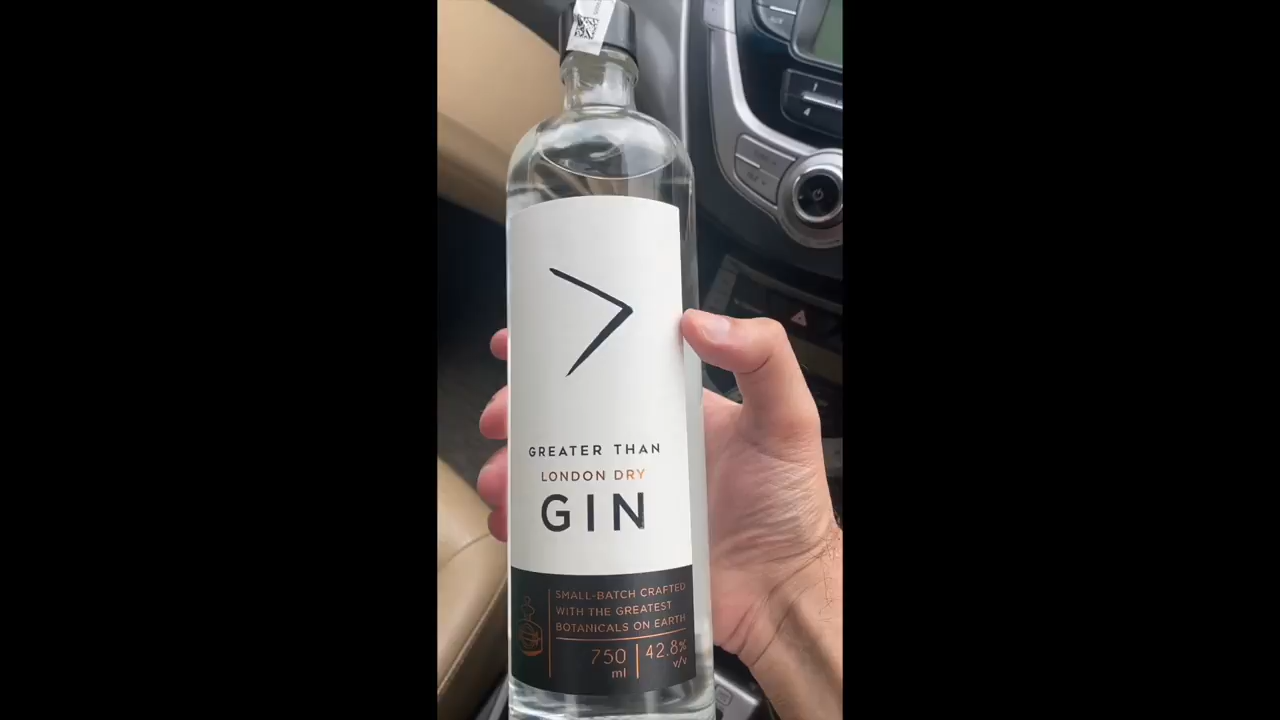 GREATER THAN
LONDON DRY
GIN
SMALL-BATCH CRAFTED
WITH THE GREATEST
BOTANICALS ON EARTH
750
ml
42.8%
v/v